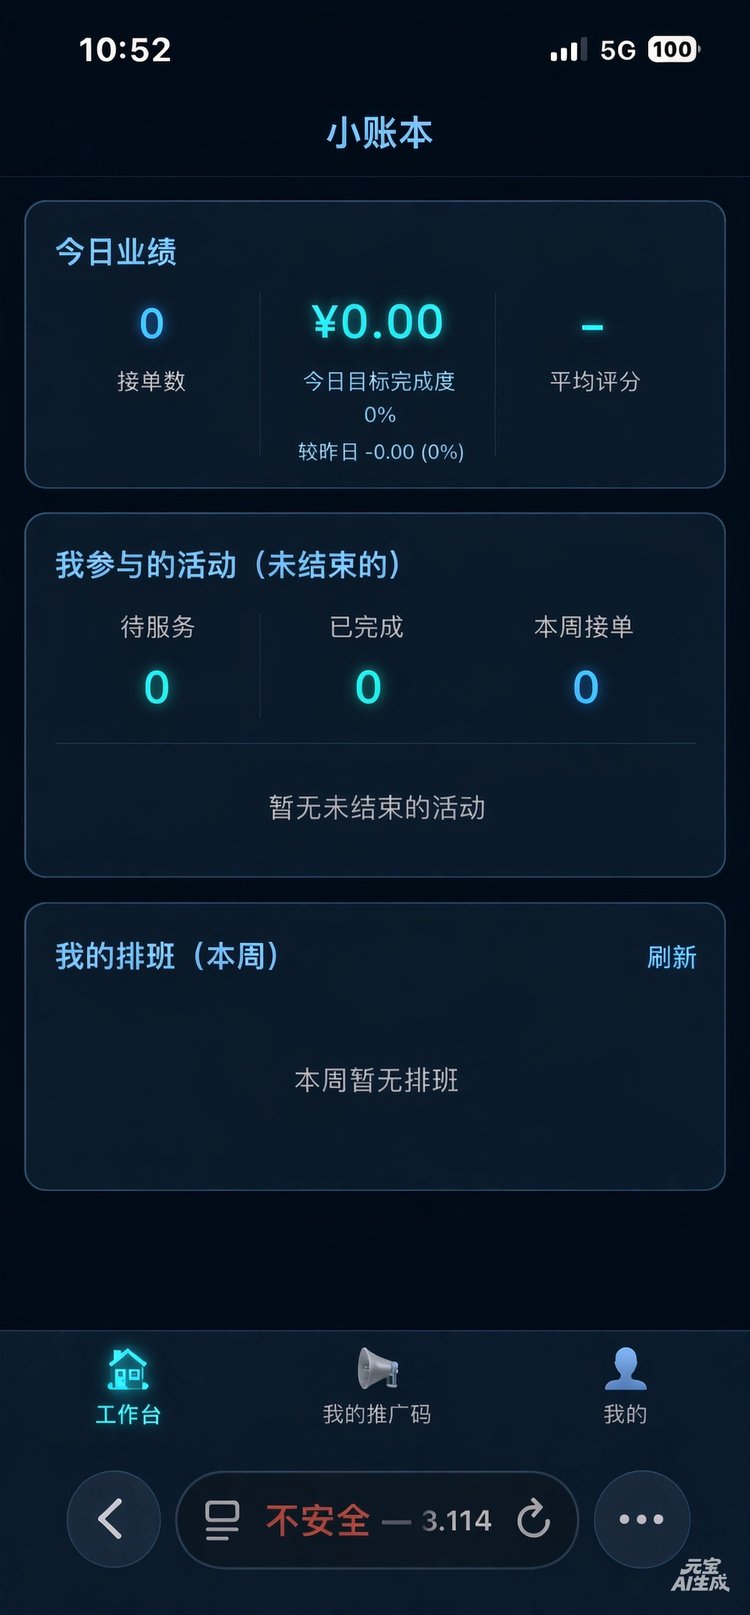 10:52
5G 100
小账本
今日业绩
0
¥0.00
–
接单数
今日目标完成度
平均评分
0%
较昨日 -0.00 (0%)
我参与的活动（未结束的）
待服务
已完成
本周接单
0
0
0
暂无未结束的活动
我的排班（本周）
刷新
本周暂无排班
工作台
我的推广码
我的
不安全 — 3.114
元宝
AI生成